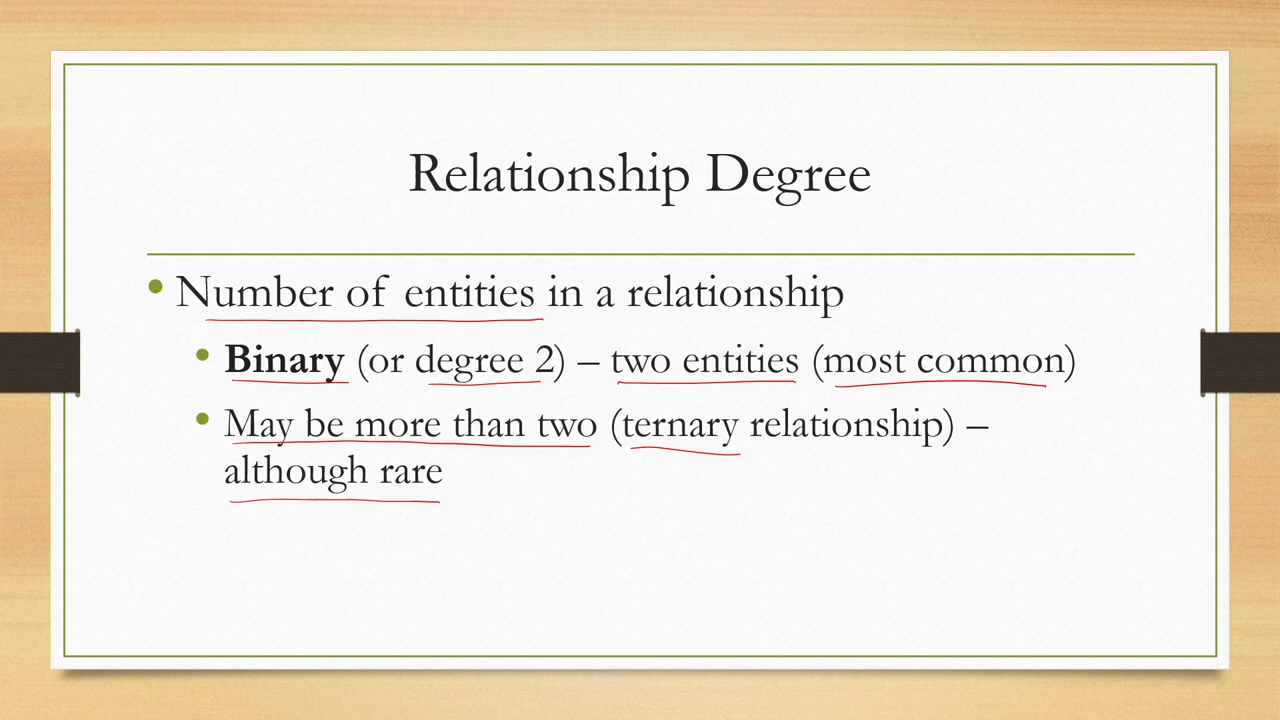 Relationship Degree
• Number of entities in a relationship
• Binary (or degree 2) – two entities (most common)
• May be more than two (ternary relationship) –
although rare